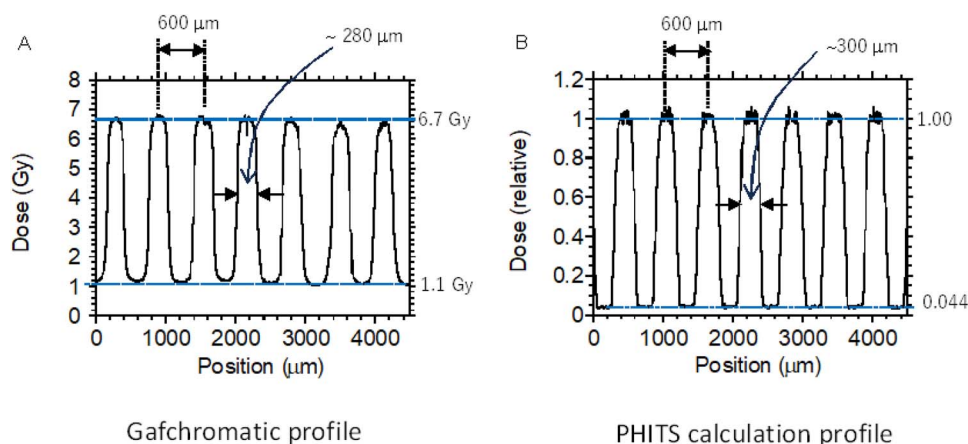 A
600 µm
~ 280 µm
8
7
6
5
4
3
2
1
0
Dose (Gy)
6.7 Gy
1.1 Gy
0 1000 2000 3000 4000
Position (µm)
Gafchromatic profile
B
600 µm
~300 µm
1.2
1
0.8
0.6
0.4
0.2
0
Dose (relative)
1.00
0.044
0 1000 2000 3000 4000
Position (µm)
PHITS calculation profile